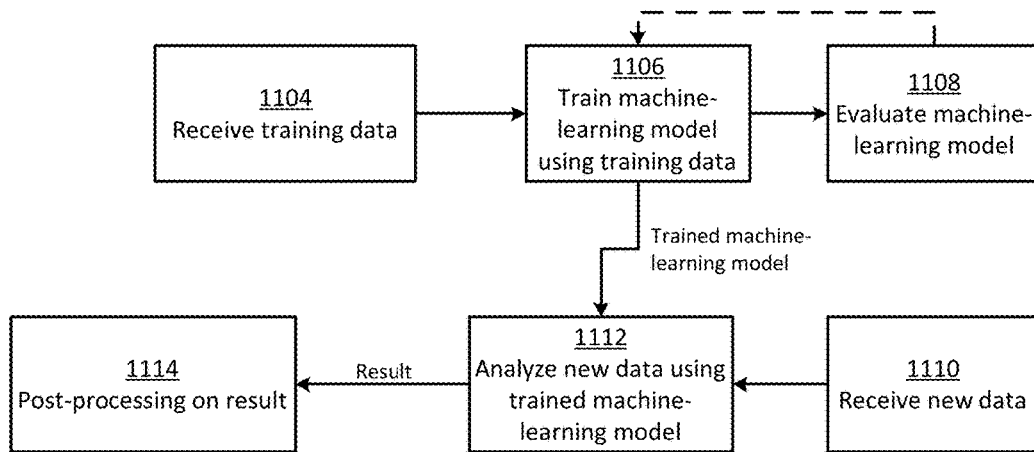 1104
Receive training data
1106
Train machine-
learning model
using training data
1108
Evaluate machine-
learning model
Trained machine-
learning model
1114
Post-processing on result
Result
1112
Analyze new data using
trained machine-
learning model
1110
Receive new data